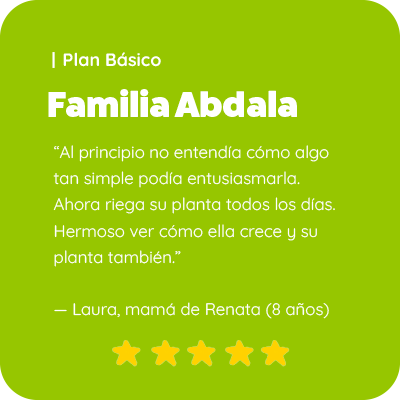 | Plan Básico
Familia Abdala
“Al principio no entendía cómo algo
tan simple podía entusiasmarla.
Ahora riega su planta todos los días.
Hermoso ver cómo ella crece y su
planta también.”
— Laura, mamá de Renata (8 años)